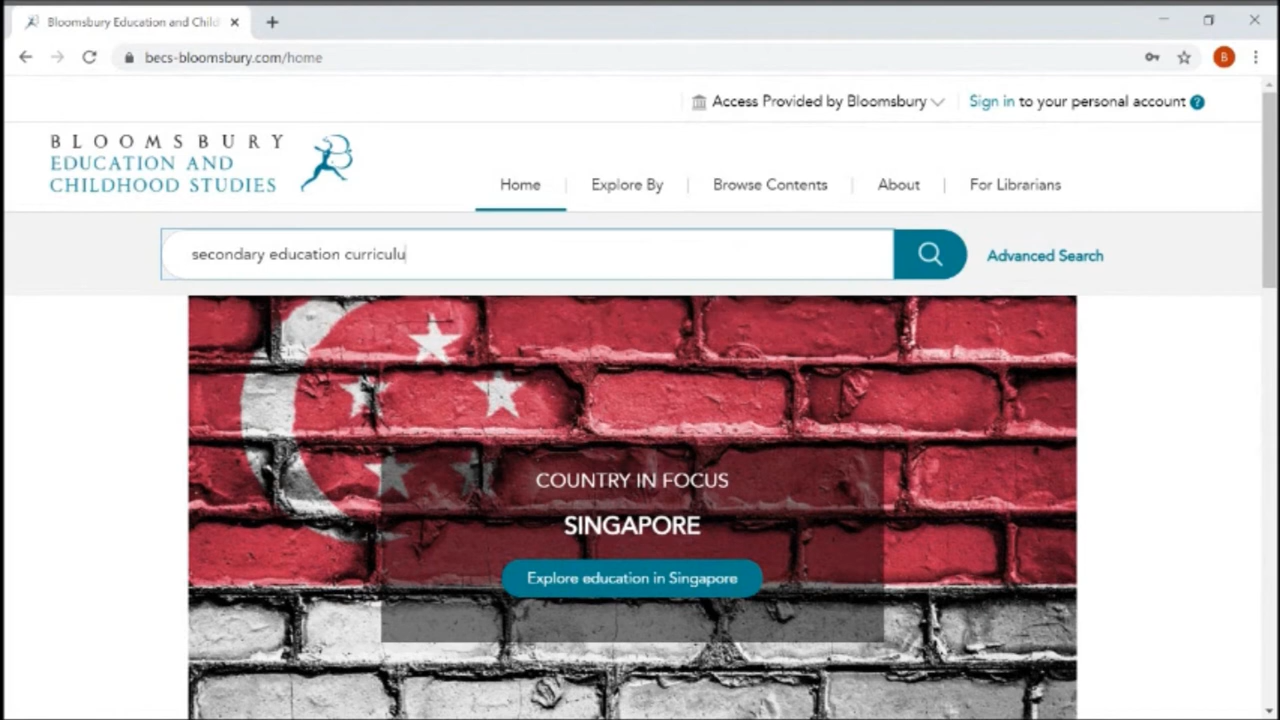 Bloomsbury Education and Child
becs-bloomsbury.com/home
B
Access Provided by Bloomsbury
Sign in to your personal account ?
BLOOMSBURY
EDUCATION AND
CHILDHOOD STUDIES
Home
Explore By
Browse Contents
About
For Librarians
secondary education curriculu
Advanced Search
COUNTRY IN FOCUS
SINGAPORE
Explore education in Singapore